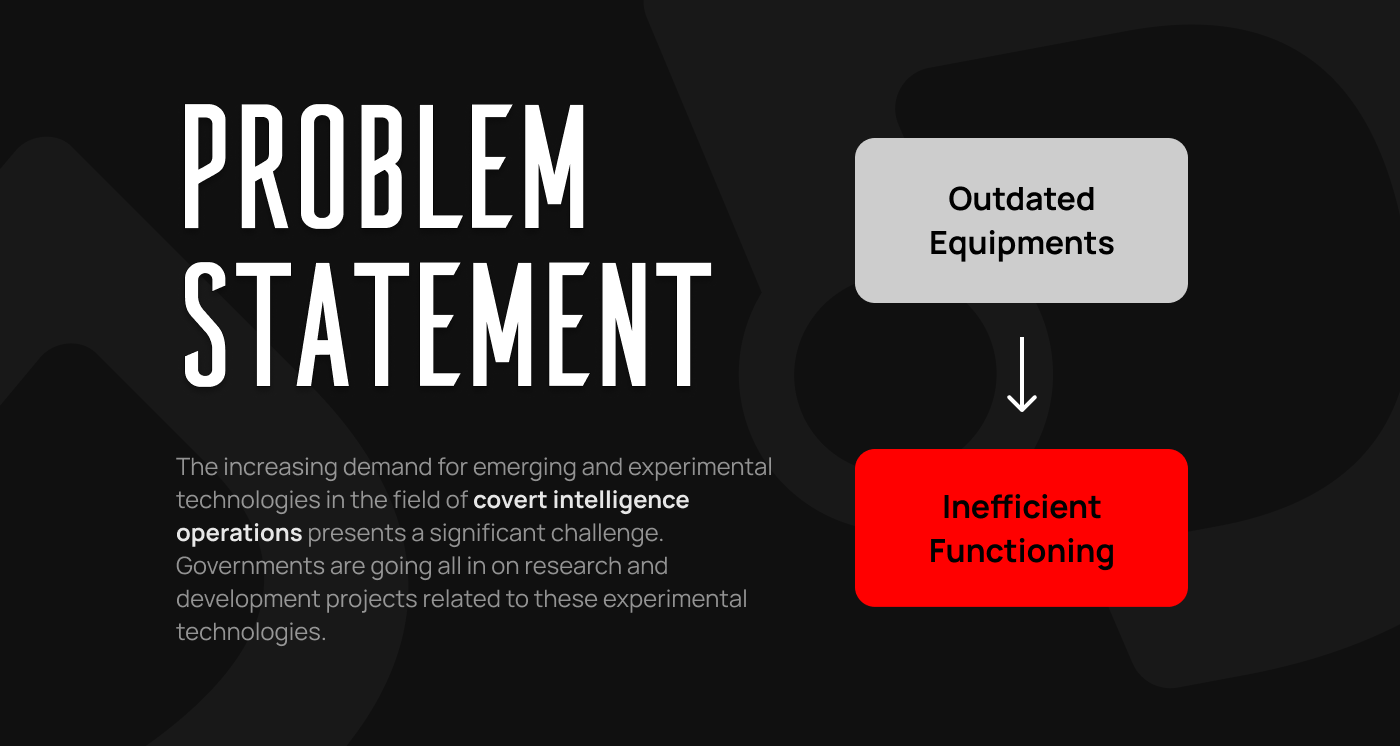 PROBLEM
STATEMENT
The increasing demand for emerging and experimental
technologies in the field of covert intelligence
operations presents a significant challenge.
Governments are going all in on research and
development projects related to these experimental
technologies.
Outdated
Equipments
Inefficient
Functioning